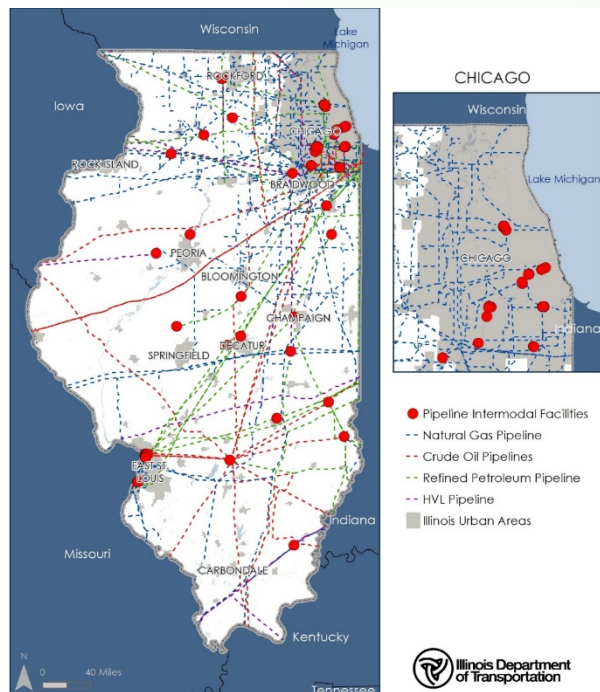 Wisconsin
Lake
Michigan
Iowa
ROCKFORD
CHICAGO
ROCK ISLAND
BRAIDWOOD
PEORIA
BLOOMINGTON
CHAMPAIGN
SPRINGFIELD
DECATUR
EAST ST.
LOUIS
Indiana
Missouri
CARBONDALE
Kentucky
Tennessee
N
0 40 Miles
CHICAGO
Wisconsin
Lake Michigan
CHICAGO
Indiana
Pipeline Intermodal Facilities
Natural Gas Pipeline
Crude Oil Pipelines
Refined Petroleum Pipeline
HVL Pipeline
Illinois Urban Areas
Illinois Department
of Transportation